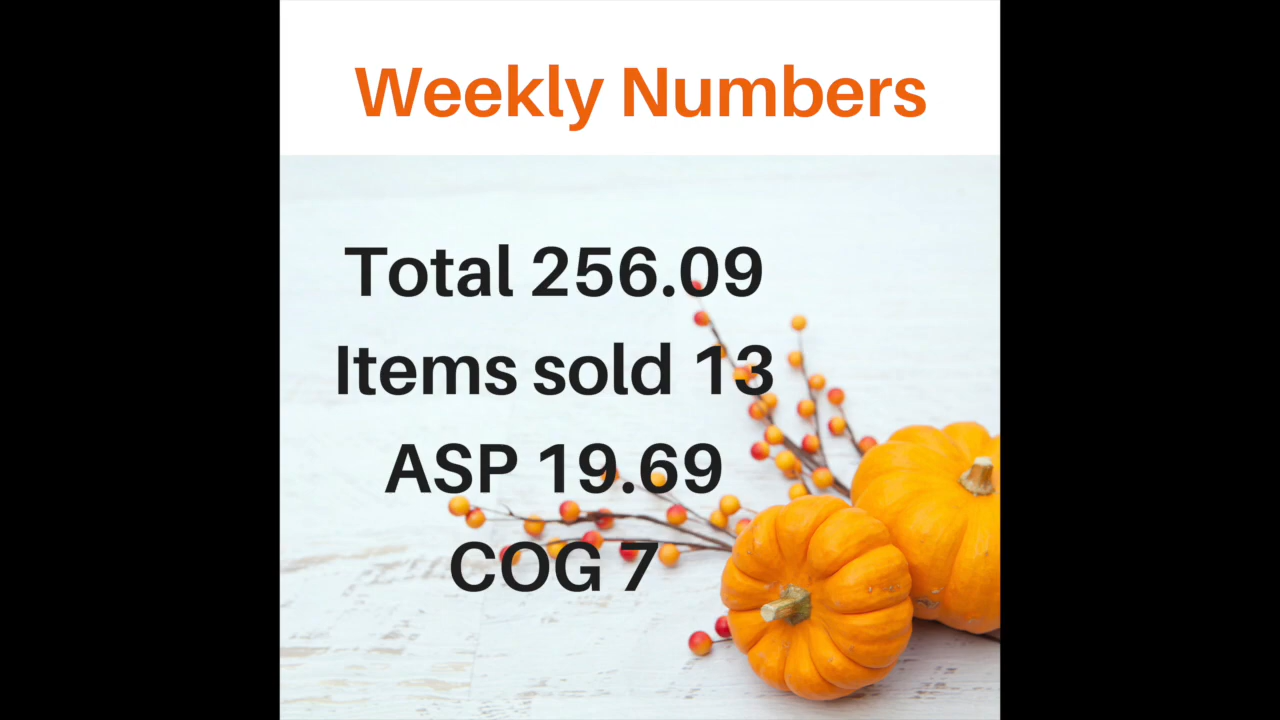 Weekly Numbers
Total 256.09
Items sold 13
ASP 19.69
COG 7